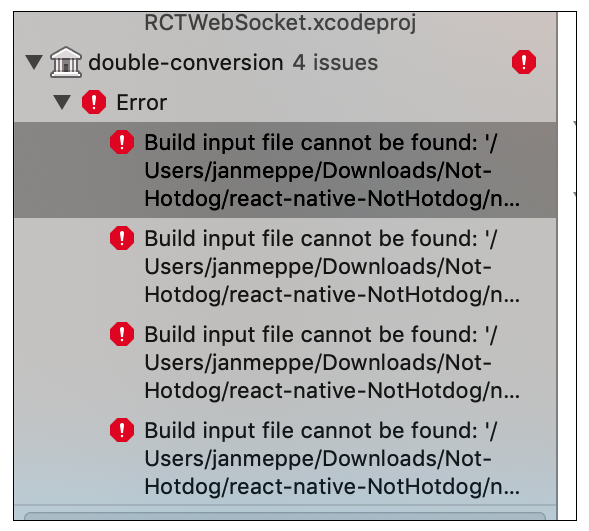 RCTWebSocket.xcodeproj
double-conversion 4 issues
Error
Build input file cannot be found: '/
Users/janmeppe/Downloads/Not-
Hotdog/react-native-NotHotdog/n...
Build input file cannot be found: '/
Users/janmeppe/Downloads/Not-
Hotdog/react-native-NotHotdog/n...
Build input file cannot be found: '/
Users/janmeppe/Downloads/Not-
Hotdog/react-native-NotHotdog/n...
Build input file cannot be found: '/
Users/janmeppe/Downloads/Not-
Hotdog/react-native-NotHotdog/n...